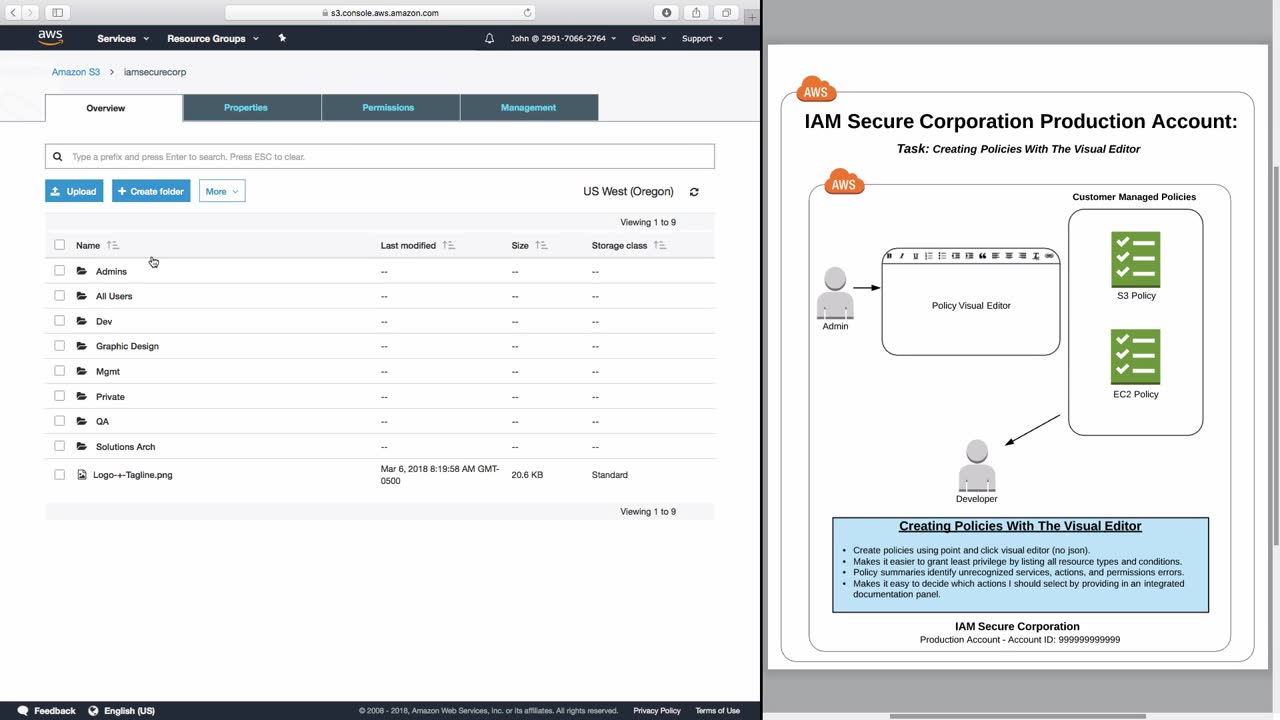 s3.console.aws.amazon.com
aws
Services
Resource Groups
John @ 2991-7066-2764
Global
Support
Amazon S3 > iamsecurecorp
Overview
Properties
Permissions
Management
Type a prefix and press Enter to search. Press ESC to clear.
Upload
+ Create folder
More
US West (Oregon)
Viewing 1 to 9
Name
Last modified
Size
Storage class
Admins -- -- --
All Users -- -- --
Dev -- -- --
Graphic Design -- -- --
Mgmt -- -- --
Private -- -- --
QA -- -- --
Solutions Arch -- -- --
Logo-+-Tagline.png
Mar 6, 2018 8:19:58 AM GMT-
0500
20.6 KB
Standard
Viewing 1 to 9
Feedback
English (US)
© 2008 - 2018, Amazon Web Services, Inc. or its affiliates. All rights reserved.
Privacy Policy
Terms of Use
AWS
IAM Secure Corporation Production Account:
Task: Creating Policies With The Visual Editor
AWS
Customer Managed Policies
Policy Visual Editor
Admin
S3 Policy
EC2 Policy
Developer
Creating Policies With The Visual Editor
• Create policies using point and click visual editor (no json).
• Makes it easier to grant least privilege by listing all resource types and conditions.
• Policy summaries identify unrecognized services, actions, and permissions errors.
• Makes it easy to decide which actions I should select by providing in an integrated
documentation panel.
IAM Secure Corporation
Production Account - Account ID: 999999999999